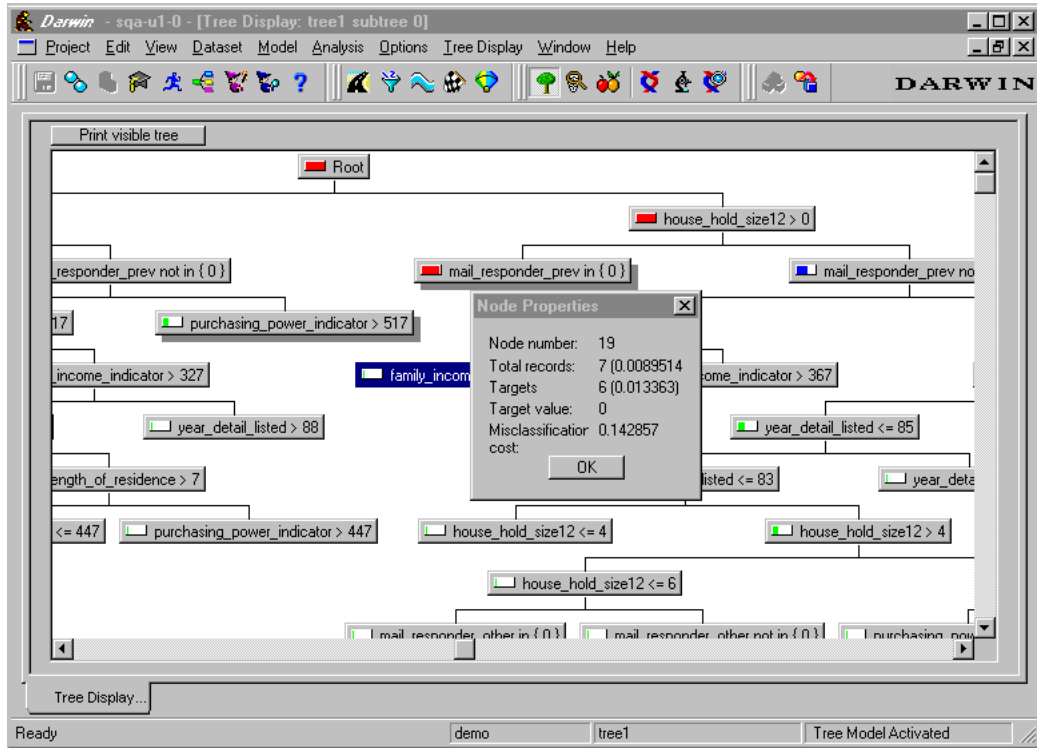 Darwin - sqa-u1-0 - [Tree Display: tree1 subtree 0]
Project Edit View Dataset Model Analysis Options Tree Display Window Help
DARWIN
Print visible tree
Root
house_hold_size12 > 0
_responder_prev not in { 0 }
mail_responder_prev in { 0 }
mail_responder_prev no
Node Properties
17
purchasing_power_indicator > 517
Node number: 19
Total records: 7 (0.0089514
Targets 6 (0.013363)
Target value: 0
Misclassification 0.142857
cost:
OK
_income_indicator > 327
family_incom
ome_indicator > 367
year_detail_listed > 88
year_detail_listed <= 85
ength_of_residence > 7
listed <= 83
year_deta
<= 447
purchasing_power_indicator > 447
house_hold_size12 <= 4
house_hold_size12 > 4
house_hold_size12 <= 6
mail_responder_other in { 0 }
mail_responder_other not in { 0 }
purchasing_pow
Tree Display...
Ready
demo
tree1
Tree Model Activated